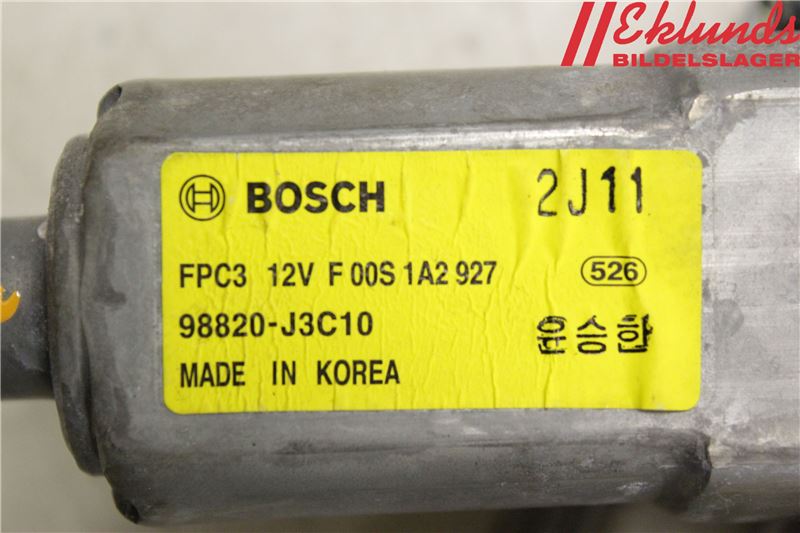 Eklunds
BILDELSLAGER
BOSCH 2J11
FPC3 12V F 00S 1A2 927 526
98820-J3C10 윤승한
MADE IN KOREA